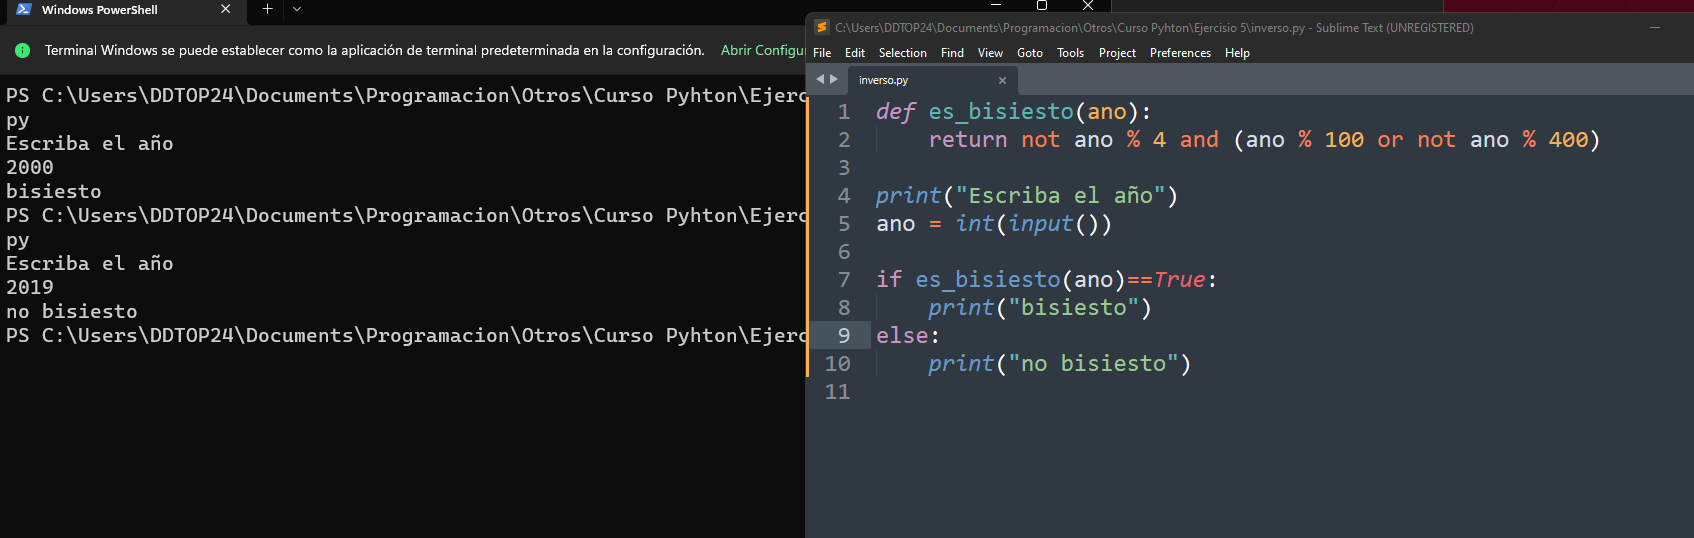 Windows PowerShell
Terminal Windows se puede establecer como la aplicación de terminal predeterminada en la configuración. Abrir Configu
PS C:\Users\DDTOP24\Documents\Programacion\Otros\Curso Pyhton\Ejerc
py
Escriba el año
2000
bisiesto
PS C:\Users\DDTOP24\Documents\Programacion\Otros\Curso Pyhton\Ejerc
py
Escriba el año
2019
no bisiesto
PS C:\Users\DDTOP24\Documents\Programacion\Otros\Curso Pyhton\Ejerc
C:\Users\DDTOP24\Documents\Programacion\Otros\Curso Pyhton\Ejercisio 5\inverso.py - Sublime Text (UNREGISTERED)
File Edit Selection Find View Goto Tools Project Preferences Help
inverso.py
1 def es_bisiesto(ano):
2 return not ano % 4 and (ano % 100 or not ano % 400)
3
4 print("Escriba el año")
5 ano = int(input())
6
7 if es_bisiesto(ano)==True:
8 print("bisiesto")
9 else:
10 print("no bisiesto")
11